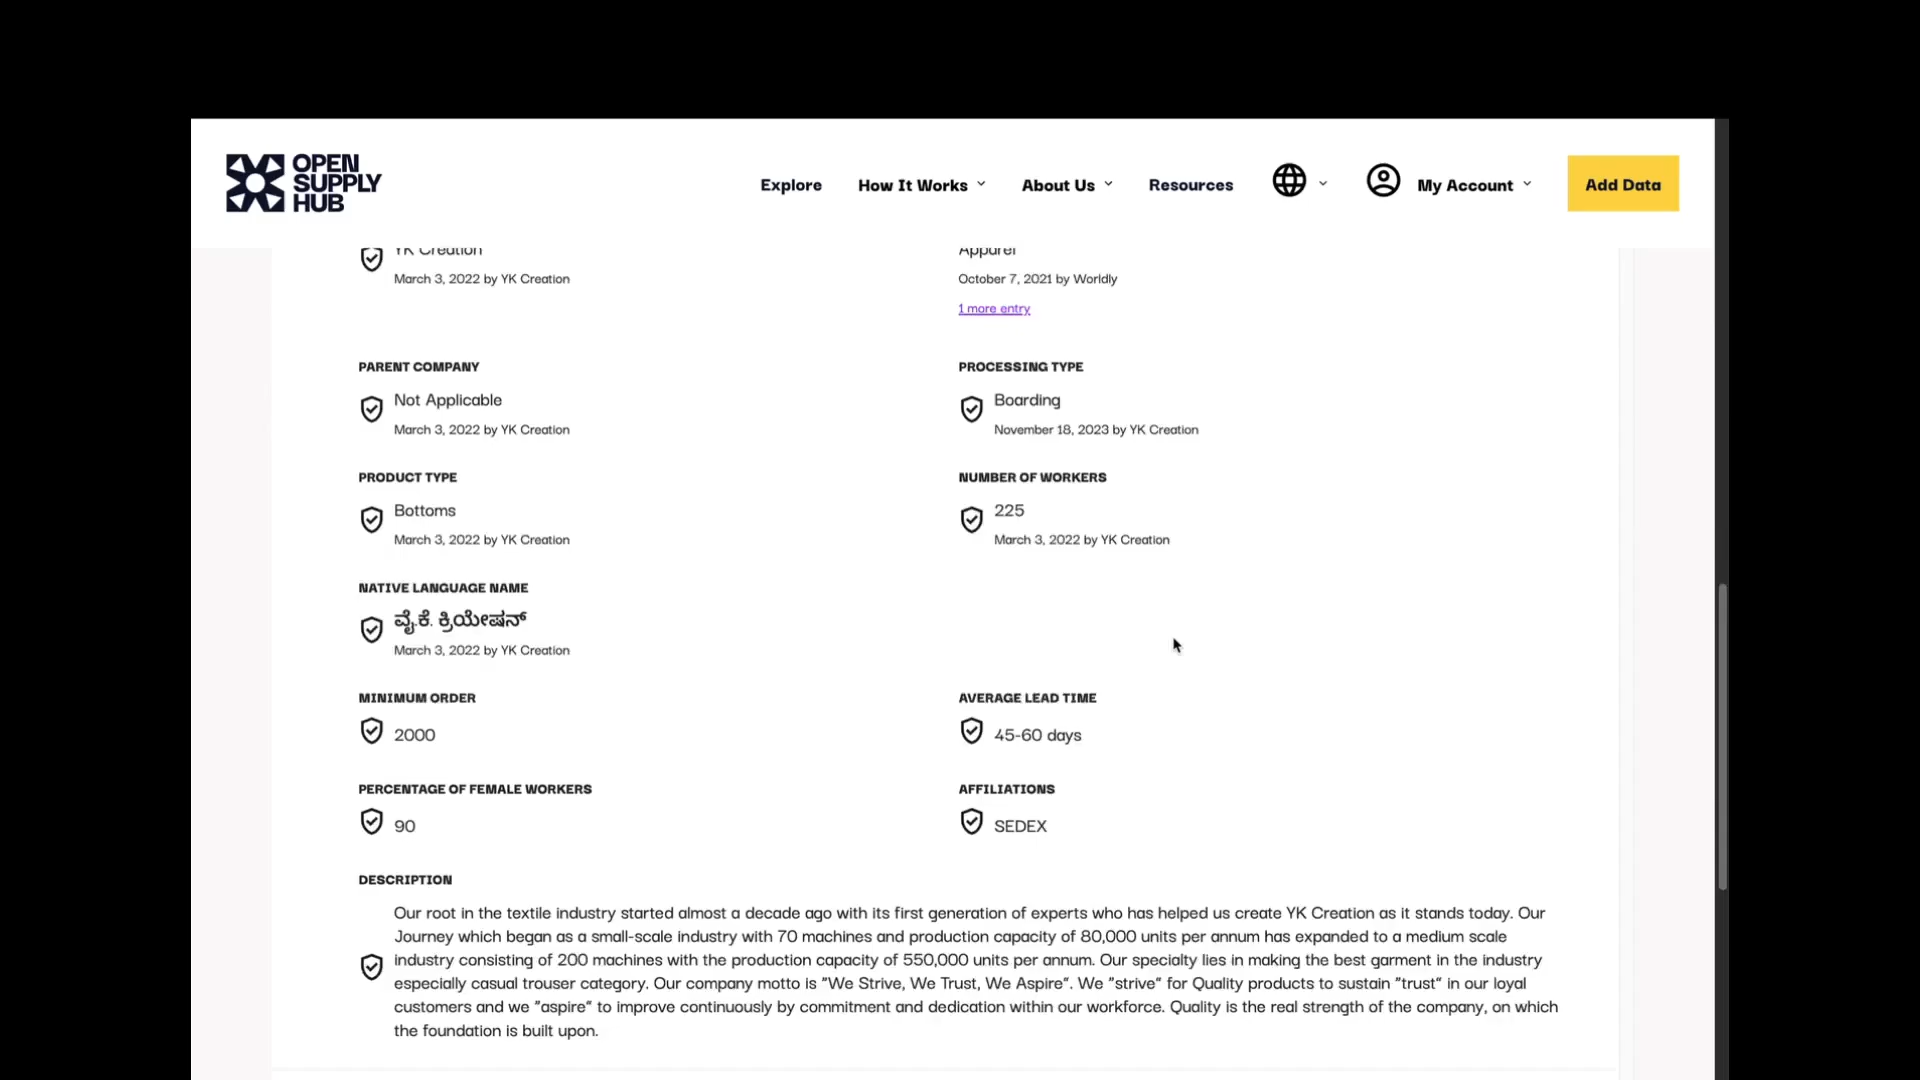 OPEN
SUPPLY
HUB
Explore
How It Works
About Us
Resources
My Account
Add Data
YK Creation
March 3, 2022 by YK Creation
Apparel
October 7, 2021 by Worldly
1 more entry
PARENT COMPANY
Not Applicable
March 3, 2022 by YK Creation
PROCESSING TYPE
Boarding
November 18, 2023 by YK Creation
PRODUCT TYPE
Bottoms
March 3, 2022 by YK Creation
NUMBER OF WORKERS
225
March 3, 2022 by YK Creation
NATIVE LANGUAGE NAME
ವೈ.ಕೆ. ಕ್ರಿಯೇಷನ್
March 3, 2022 by YK Creation
MINIMUM ORDER
2000
AVERAGE LEAD TIME
45-60 days
PERCENTAGE OF FEMALE WORKERS
90
AFFILIATIONS
SEDEX
DESCRIPTION
Our root in the textile industry started almost a decade ago with its first generation of experts who has helped us create YK Creation as it stands today. Our
Journey which began as a small-scale industry with 70 machines and production capacity of 80,000 units per annum has expanded to a medium scale
industry consisting of 200 machines with the production capacity of 550,000 units per annum. Our specialty lies in making the best garment in the industry
especially casual trouser category. Our company motto is "We Strive, We Trust, We Aspire". We "strive" for Quality products to sustain "trust" in our loyal
customers and we "aspire" to improve continuously by commitment and dedication within our workforce. Quality is the real strength of the company, on which
the foundation is built upon.